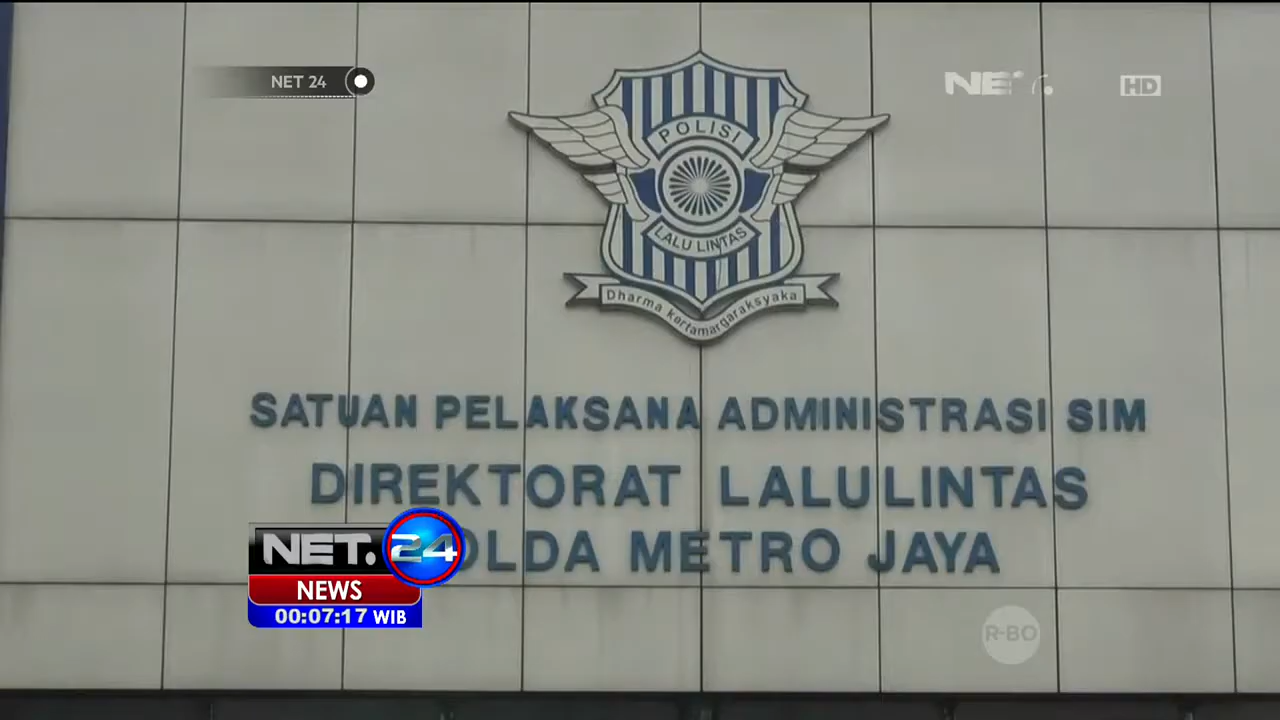 NET 24
HD
POLISI
LALU LINTAS
Dharma Kertamargaraksyaka
SATUAN PELAKSANA ADMINISTRASI SIM
DIREKTORAT LALULINTAS
OLDA METRO JAYA
NET. 24
NEWS
00:07:17 WIB
R-BO